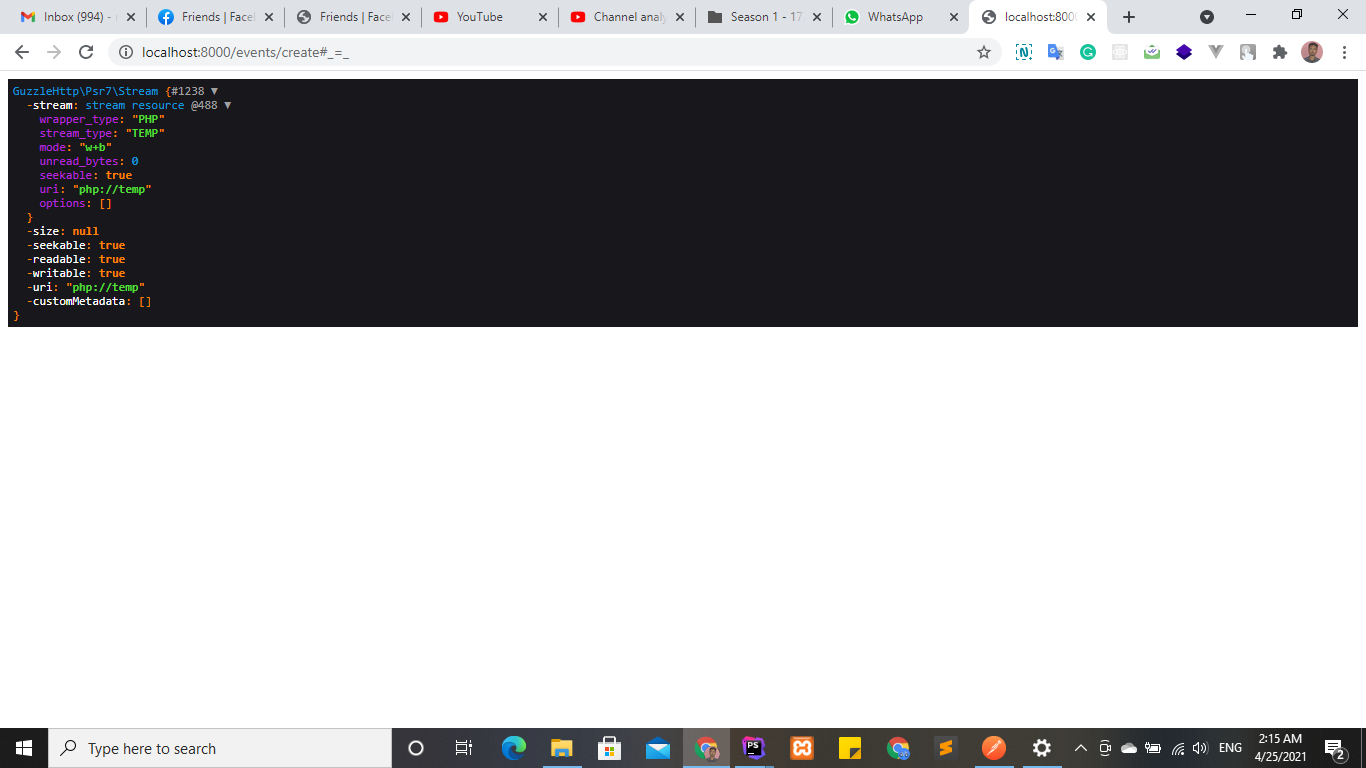 Inbox (994) -
Friends | Face
Friends | Face
YouTube
Channel analy
Season 1 - 17
WhatsApp
localhost:800
localhost:8000/events/create#_=_
GuzzleHttp\Psr7\Stream {#1238 ▼
-stream: stream resource @488 ▼
wrapper_type: "PHP"
stream_type: "TEMP"
mode: "w+b"
unread_bytes: 0
seekable: true
uri: "php://temp"
options: []
}
-size: null
-seekable: true
-readable: true
-writable: true
-uri: "php://temp"
-customMetadata: []
}
Type here to search
PS
ENG
2:15 AM
4/25/2021
2